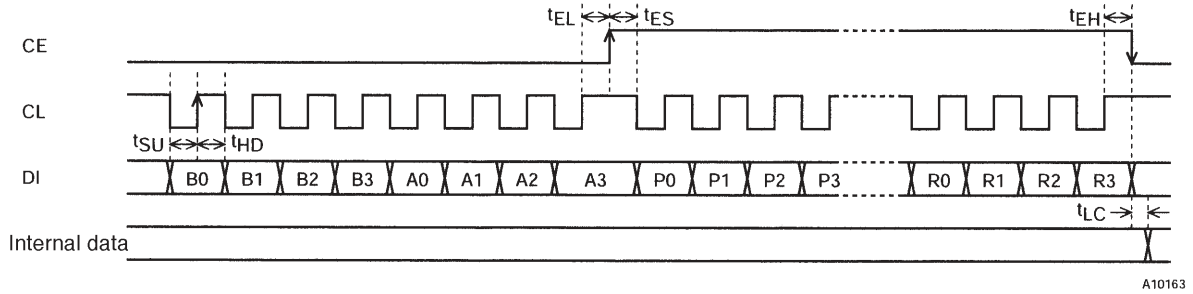 tEL tES tEH
CE
CL
tSU tHD
DI B0 B1 B2 B3 A0 A1 A2 A3 P0 P1 P2 P3 R0 R1 R2 R3
tLC
Internal data
A10163